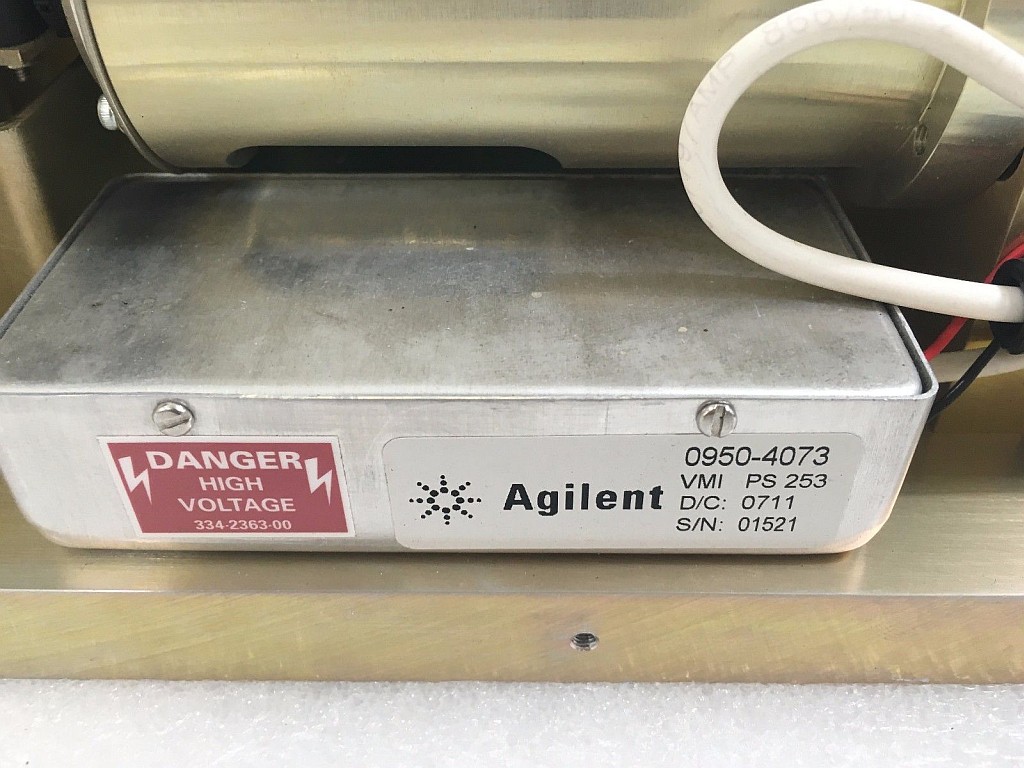 DANGER
HIGH
VOLTAGE
334-2363-00
Agilent
0950-4073
VMI PS 253
D/C: 0711
S/N: 01521